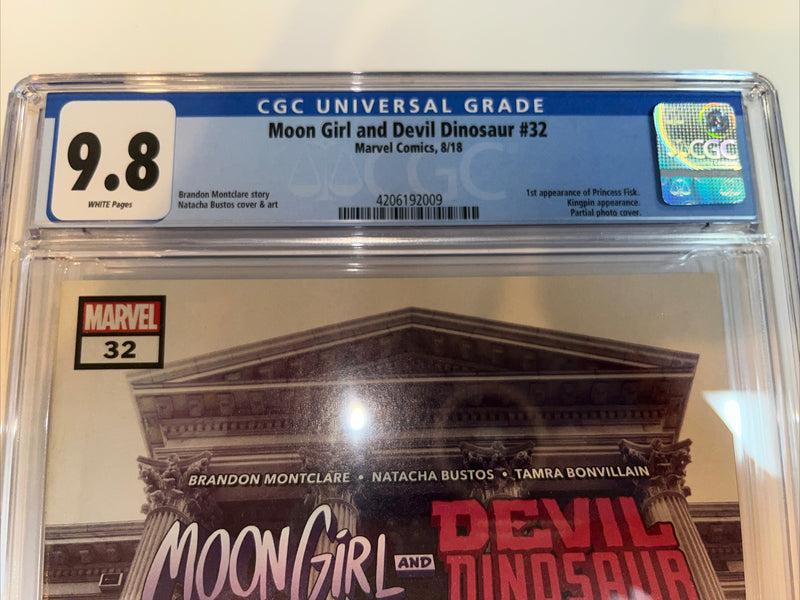 CGC UNIVERSAL GRADE
Moon Girl and Devil Dinosaur #32
Marvel Comics, 8/18
9.8
WHITE Pages
Brandon Montclare story
Natacha Bustos cover & art
4206192009
1st appearance of Princess Fisk.
Kingpin appearance.
Partial photo cover.
CGC
CGC
MARVEL
32
BRANDON MONTCLARE • NATACHA BUSTOS • TAMRA BONVILLAIN
MOON GIRL AND DEVIL
DINOSAUR